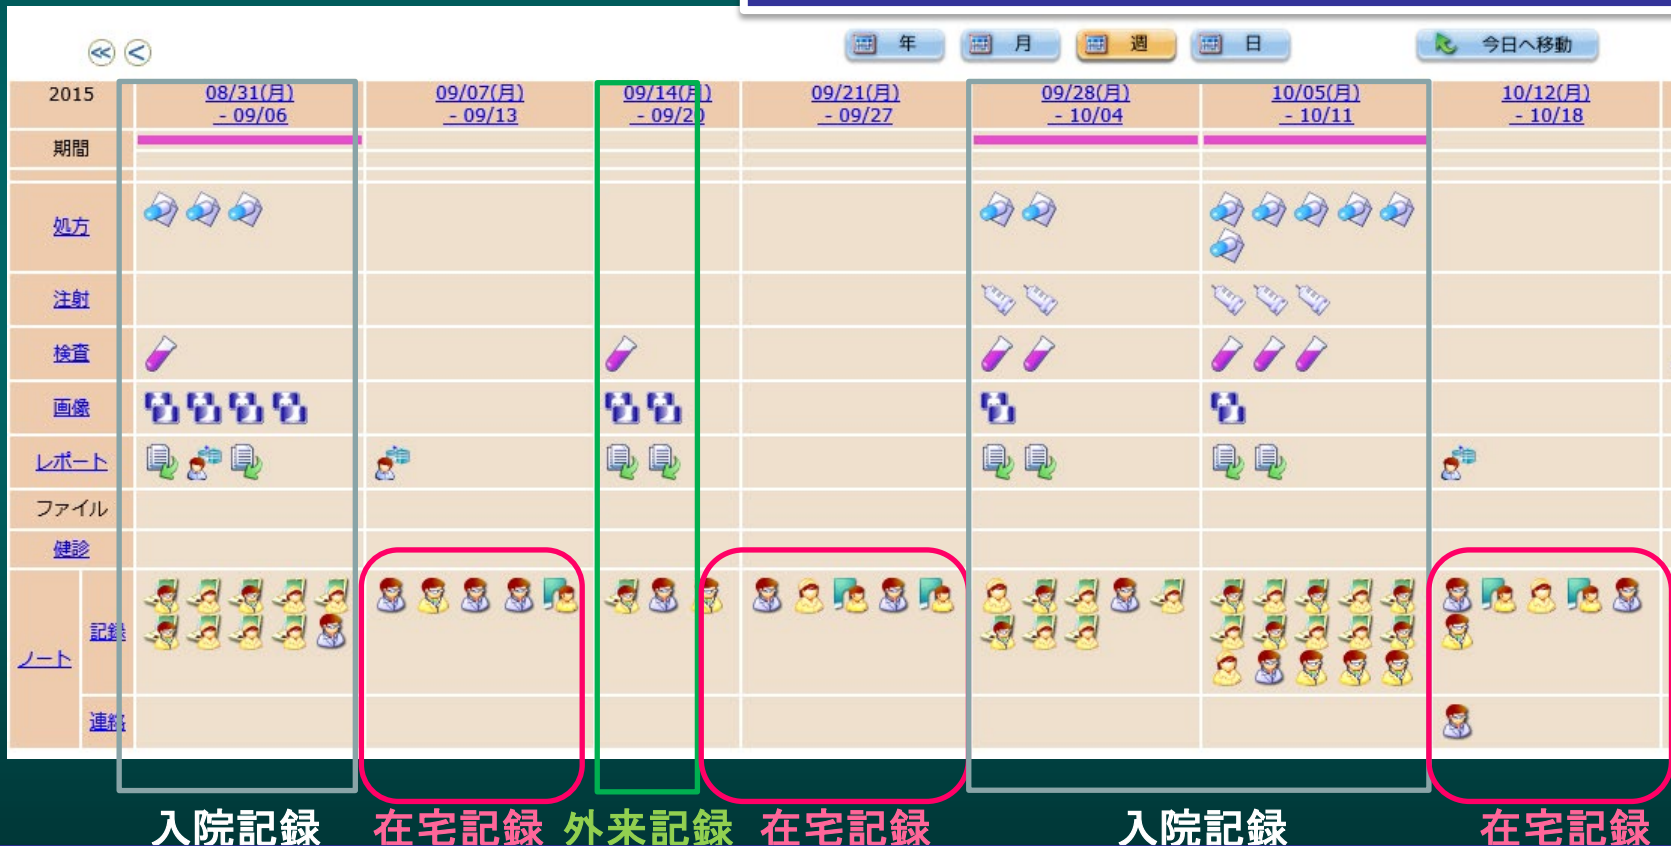 年 月 週 日 今日へ移動
2015 08/31(月) 09/07(月) 09/14(月) 09/21(月) 09/28(月) 10/05(月) 10/12(月)
- 09/06 - 09/13 - 09/20 - 09/27 - 10/04 - 10/11 - 10/18
期間
処方
注射
検査
画像
レポート
ファイル
健診
記録
ノート
連絡
入院記録 在宅記録 外来記録 在宅記録 入院記録 在宅記録